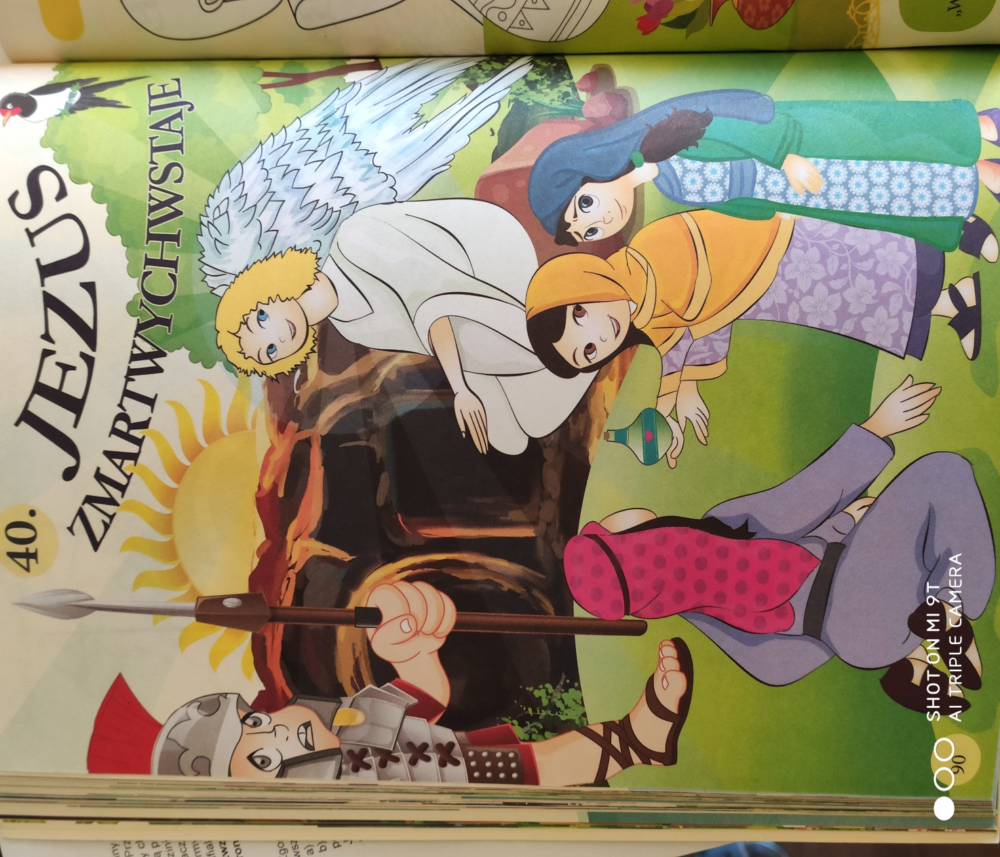 40.
JEZUS
ZMARTWYCHWSTAJE
90
SHOT ON MI 9T
AI TRIPLE CAMERA